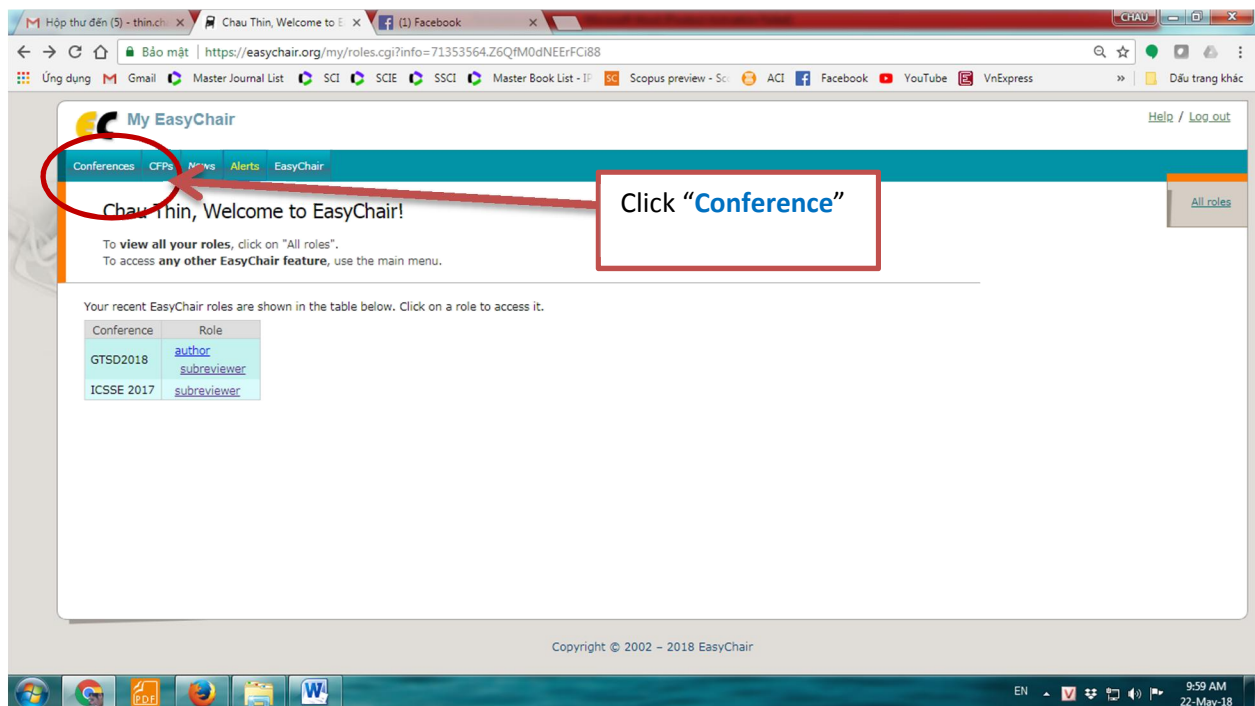 Hộp thư đến (5) - thin.ch
Chau Thin, Welcome to E
(1) Facebook
CHAU
Bảo mật | https://easychair.org/my/roles.cgi?info=71353564.Z6QfM0dNEErFCi88
Ứng dụng Gmail Master Journal List SCI SCIE SSCI Master Book List - IP SC Scopus preview - Sc ACI Facebook YouTube VnExpress » Dấu trang khác
EC My EasyChair
Help / Log out
Conferences CFPs News Alerts EasyChair
Click “Conference”
All roles
Chau Thin, Welcome to EasyChair!
To view all your roles, click on "All roles".
To access any other EasyChair feature, use the main menu.
Your recent EasyChair roles are shown in the table below. Click on a role to access it.
Conference Role
GTSD2018 author
subreviewer
ICSSE 2017 subreviewer
Copyright © 2002 – 2018 EasyChair
PDF
W
EN
V
9:59 AM
22-May-18